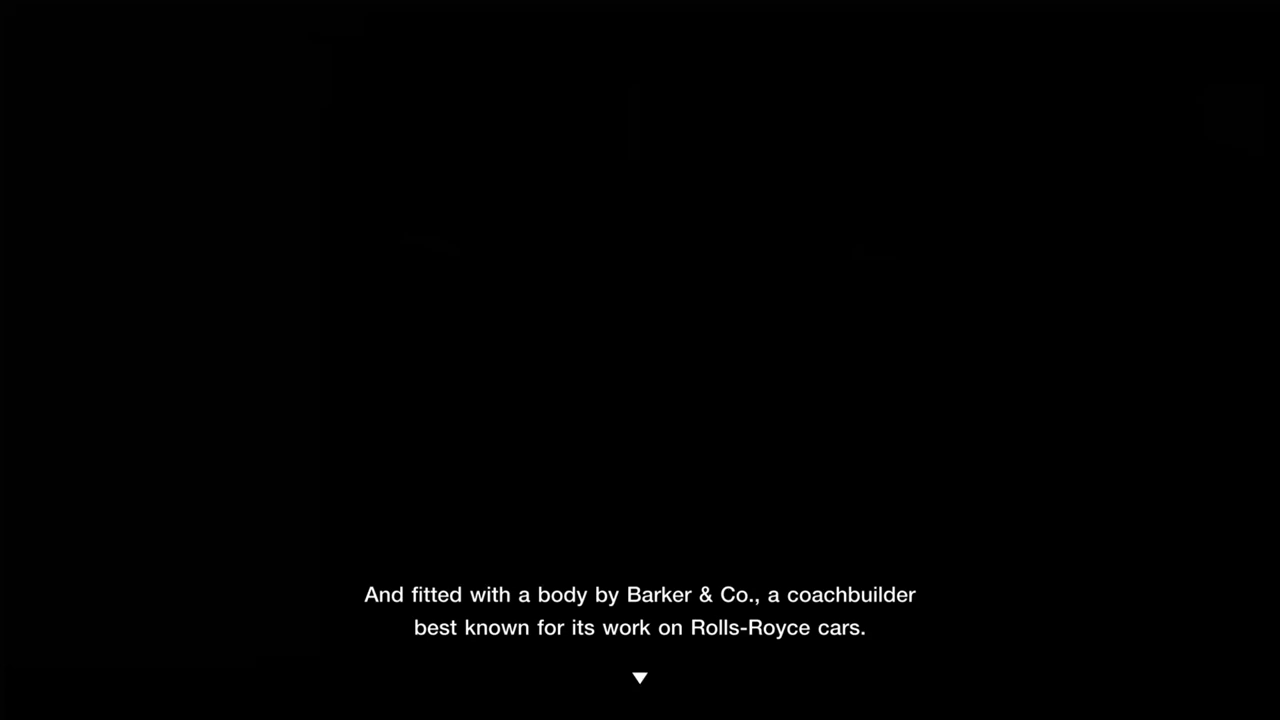 And fitted with a body by Barker & Co., a coachbuilder
best known for its work on Rolls-Royce cars.